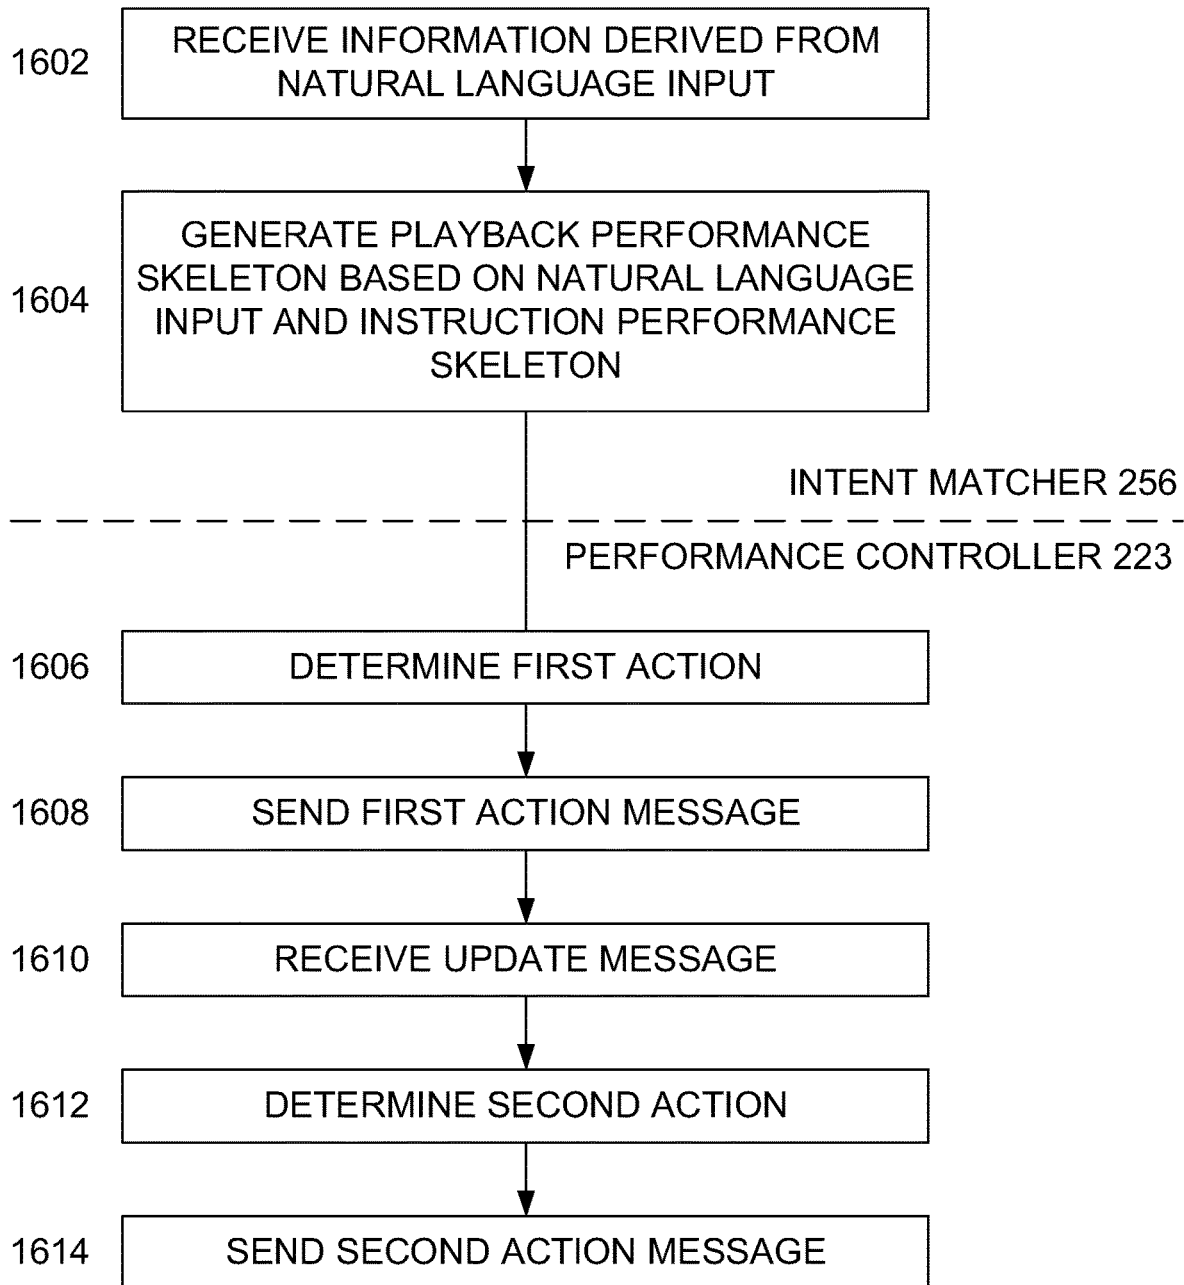 1602
RECEIVE INFORMATION DERIVED FROM
NATURAL LANGUAGE INPUT
1604
GENERATE PLAYBACK PERFORMANCE
SKELETON BASED ON NATURAL LANGUAGE
INPUT AND INSTRUCTION PERFORMANCE
SKELETON
INTENT MATCHER 256
PERFORMANCE CONTROLLER 223
1606
DETERMINE FIRST ACTION
1608
SEND FIRST ACTION MESSAGE
1610
RECEIVE UPDATE MESSAGE
1612
DETERMINE SECOND ACTION
1614
SEND SECOND ACTION MESSAGE